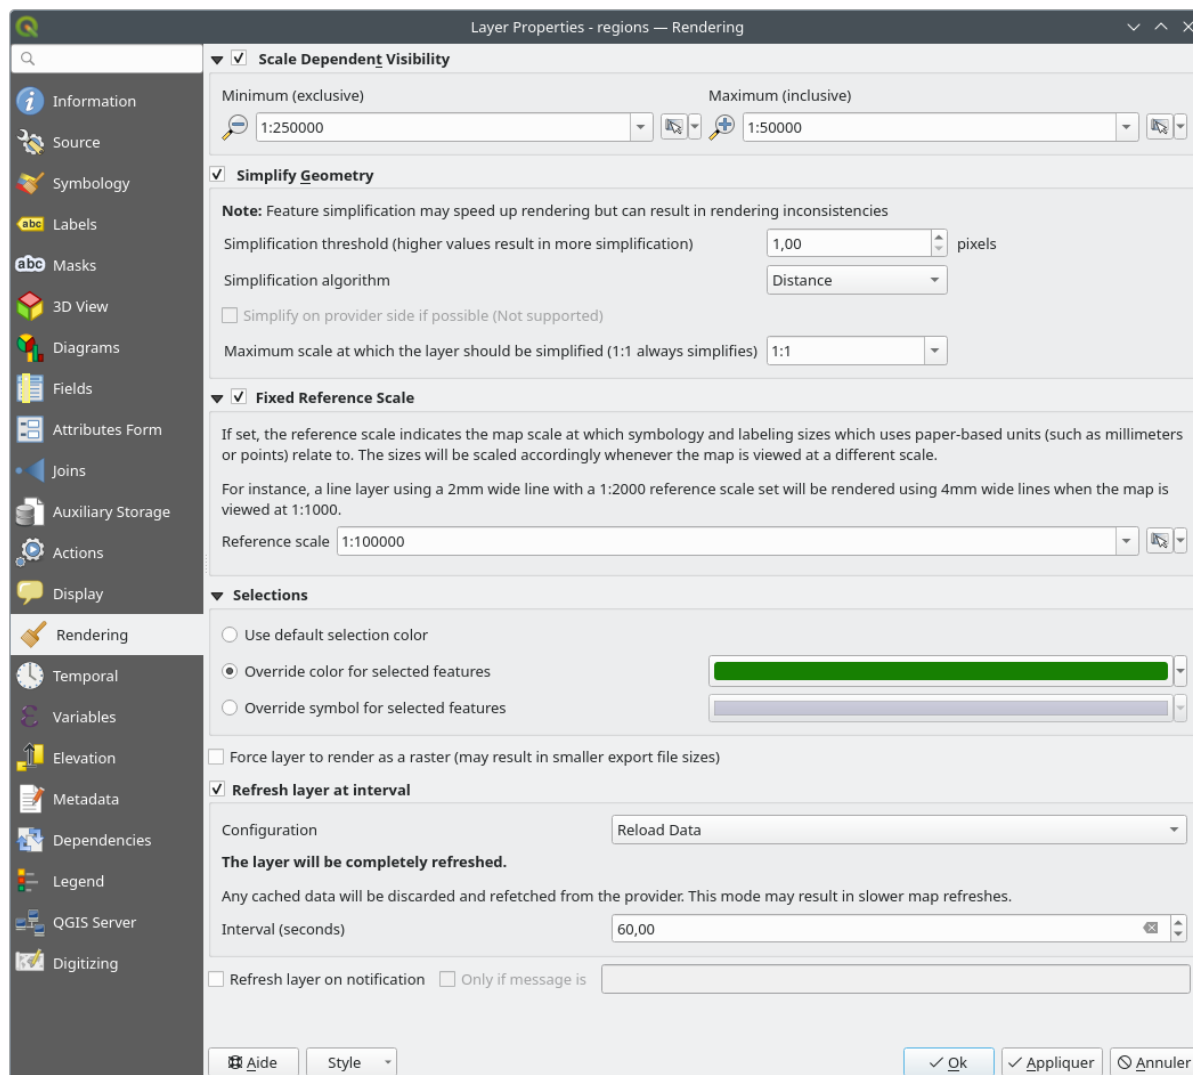 Layer Properties - regions — Rendering
Information
Source
Symbology
abc Labels
abc Masks
3D View
Diagrams
Fields
Attributes Form
Joins
Auxiliary Storage
Actions
Display
Rendering
Temporal
Variables
Elevation
Metadata
Dependencies
Legend
QGIS Server
Digitizing
Scale Dependent Visibility
Minimum (exclusive) Maximum (inclusive)
1:250000 1:50000
Simplify Geometry
Note: Feature simplification may speed up rendering but can result in rendering inconsistencies
Simplification threshold (higher values result in more simplification) 1,00 pixels
Simplification algorithm Distance
Simplify on provider side if possible (Not supported)
Maximum scale at which the layer should be simplified (1:1 always simplifies) 1:1
Fixed Reference Scale
If set, the reference scale indicates the map scale at which symbology and labeling sizes which uses paper-based units (such as millimeters
or points) relate to. The sizes will be scaled accordingly whenever the map is viewed at a different scale.
For instance, a line layer using a 2mm wide line with a 1:2000 reference scale set will be rendered using 4mm wide lines when the map is
viewed at 1:1000.
Reference scale 1:100000
Selections
Use default selection color
Override color for selected features
Override symbol for selected features
Force layer to render as a raster (may result in smaller export file sizes)
Refresh layer at interval
Configuration Reload Data
The layer will be completely refreshed.
Any cached data will be discarded and refetched from the provider. This mode may result in slower map refreshes.
Interval (seconds) 60,00
Refresh layer on notification Only if message is
Aide Style Ok Appliquer Annuler